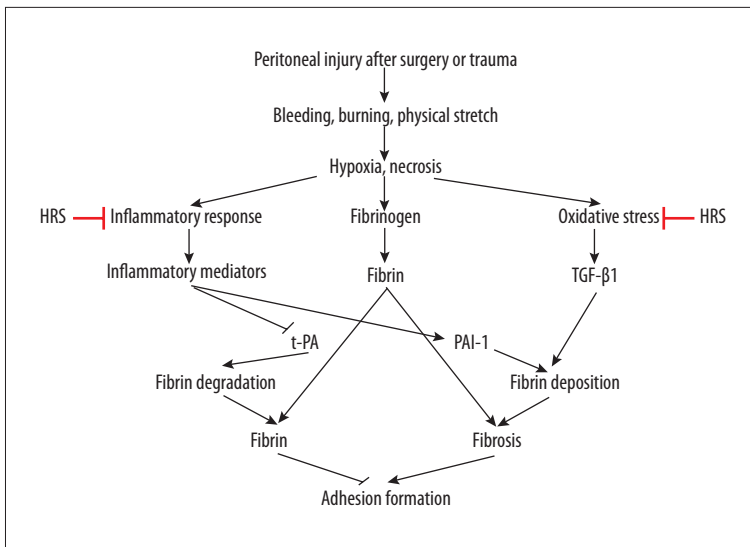 Peritoneal injury after surgery or trauma
Bleeding, burning, physical stretch
Hypoxia, necrosis
HRS Inflammatory response Fibrinogen Oxidative stress HRS
Inflammatory mediators Fibrin TGF-β1
t-PA PAI-1
Fibrin degradation Fibrin deposition
Fibrin Fibrosis
Adhesion formation